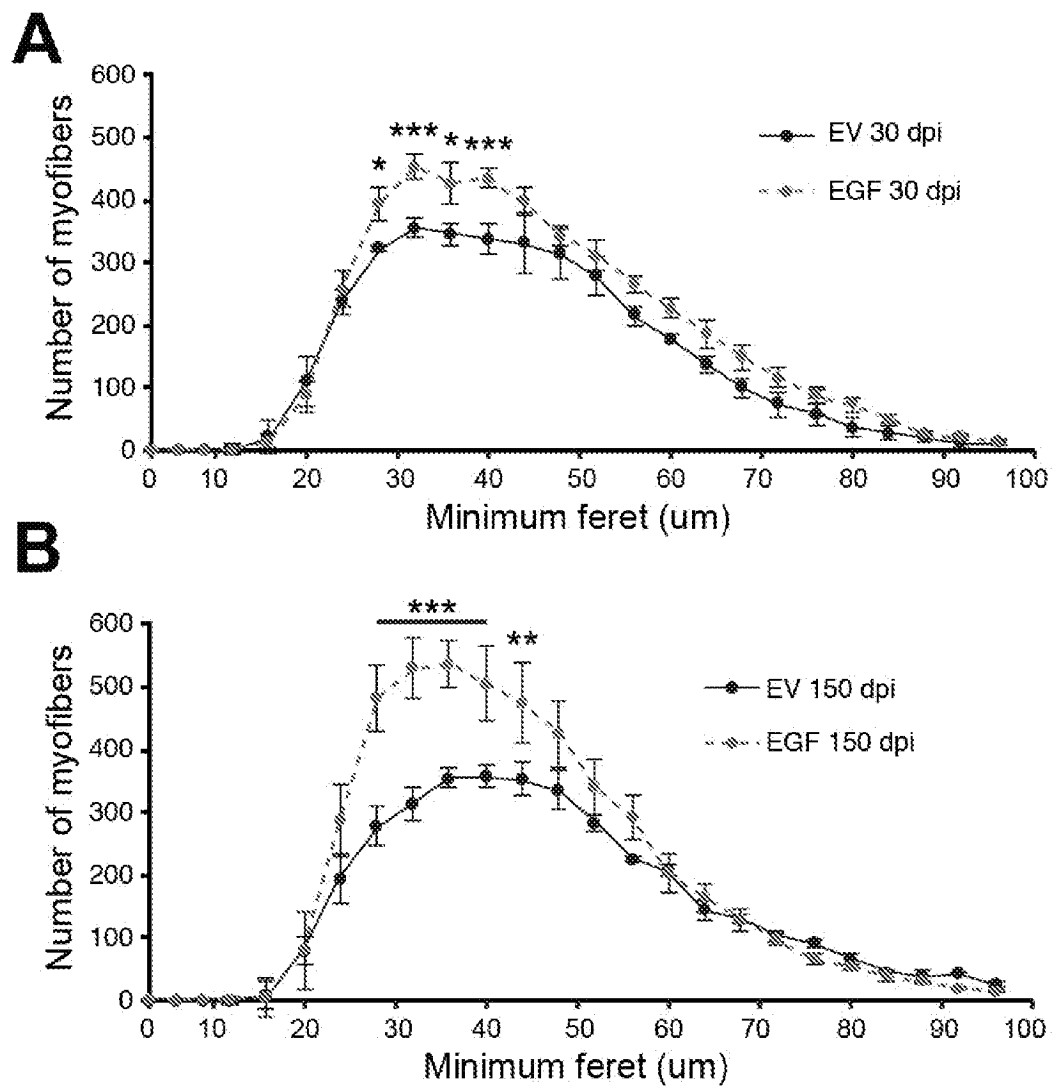 A
600
500
400
300
200
100
0
Number of myofibers
* *** * ***
EV 30 dpi
EGF 30 dpi
0 10 20 30 40 50 60 70 80 90 100
Minimum feret (um)
B
600
500
400
300
200
100
0
Number of myofibers
*** **
EV 150 dpi
EGF 150 dpi
0 10 20 30 40 50 60 70 80 90 100
Minimum feret (um)